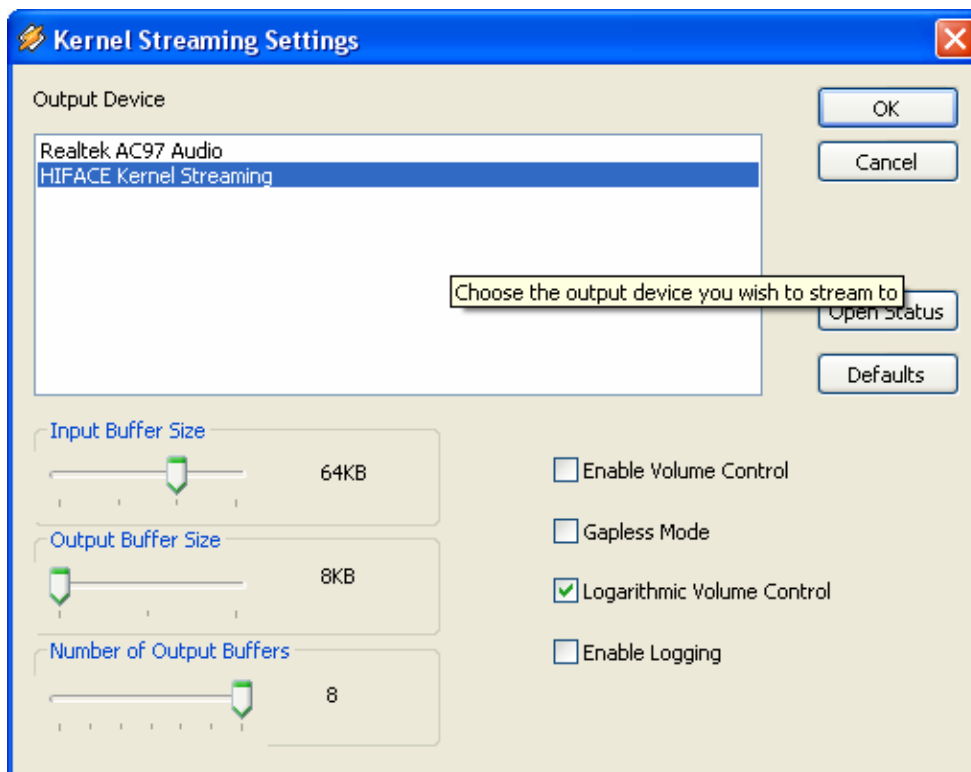 Kernel Streaming Settings
Output Device
OK
Realtek AC97 Audio
HIFACE Kernel Streaming
Cancel
Choose the output device you wish to stream to
Open Status
Defaults
Input Buffer Size
64KB
Enable Volume Control
Output Buffer Size
8KB
Gapless Mode
Logarithmic Volume Control
Number of Output Buffers
8
Enable Logging